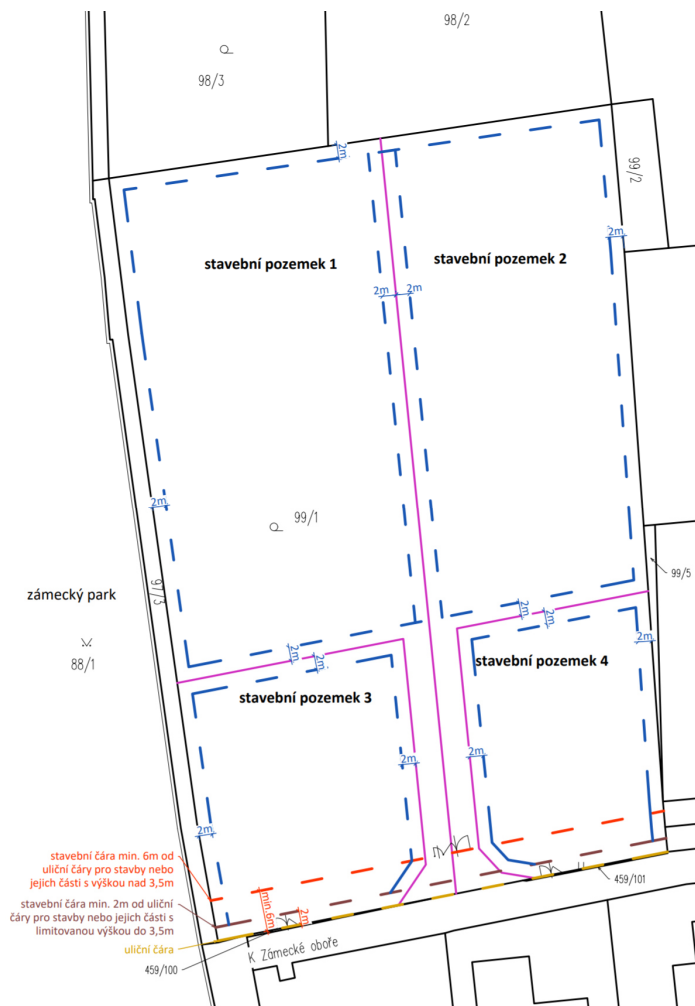 98/2
98/3
2m
99/2
stavební pozemek 1
stavební pozemek 2
2m
2m
2m
2m
99/1
99/5
zámecký park
97/3
2m
2m
88/1
2m
2m
2m
stavební pozemek 4
stavební pozemek 3
2m
2m
2m
stavební čára min. 6m od
uliční čáry pro stavby nebo
jejich části s výškou nad 3,5m
stavební čára min. 2m od uliční
čáry pro stavby nebo jejich části s
limitovanou výškou do 3,5m
min.6m
2m
459/101
uliční čára
K Zámecké oboře
459/100